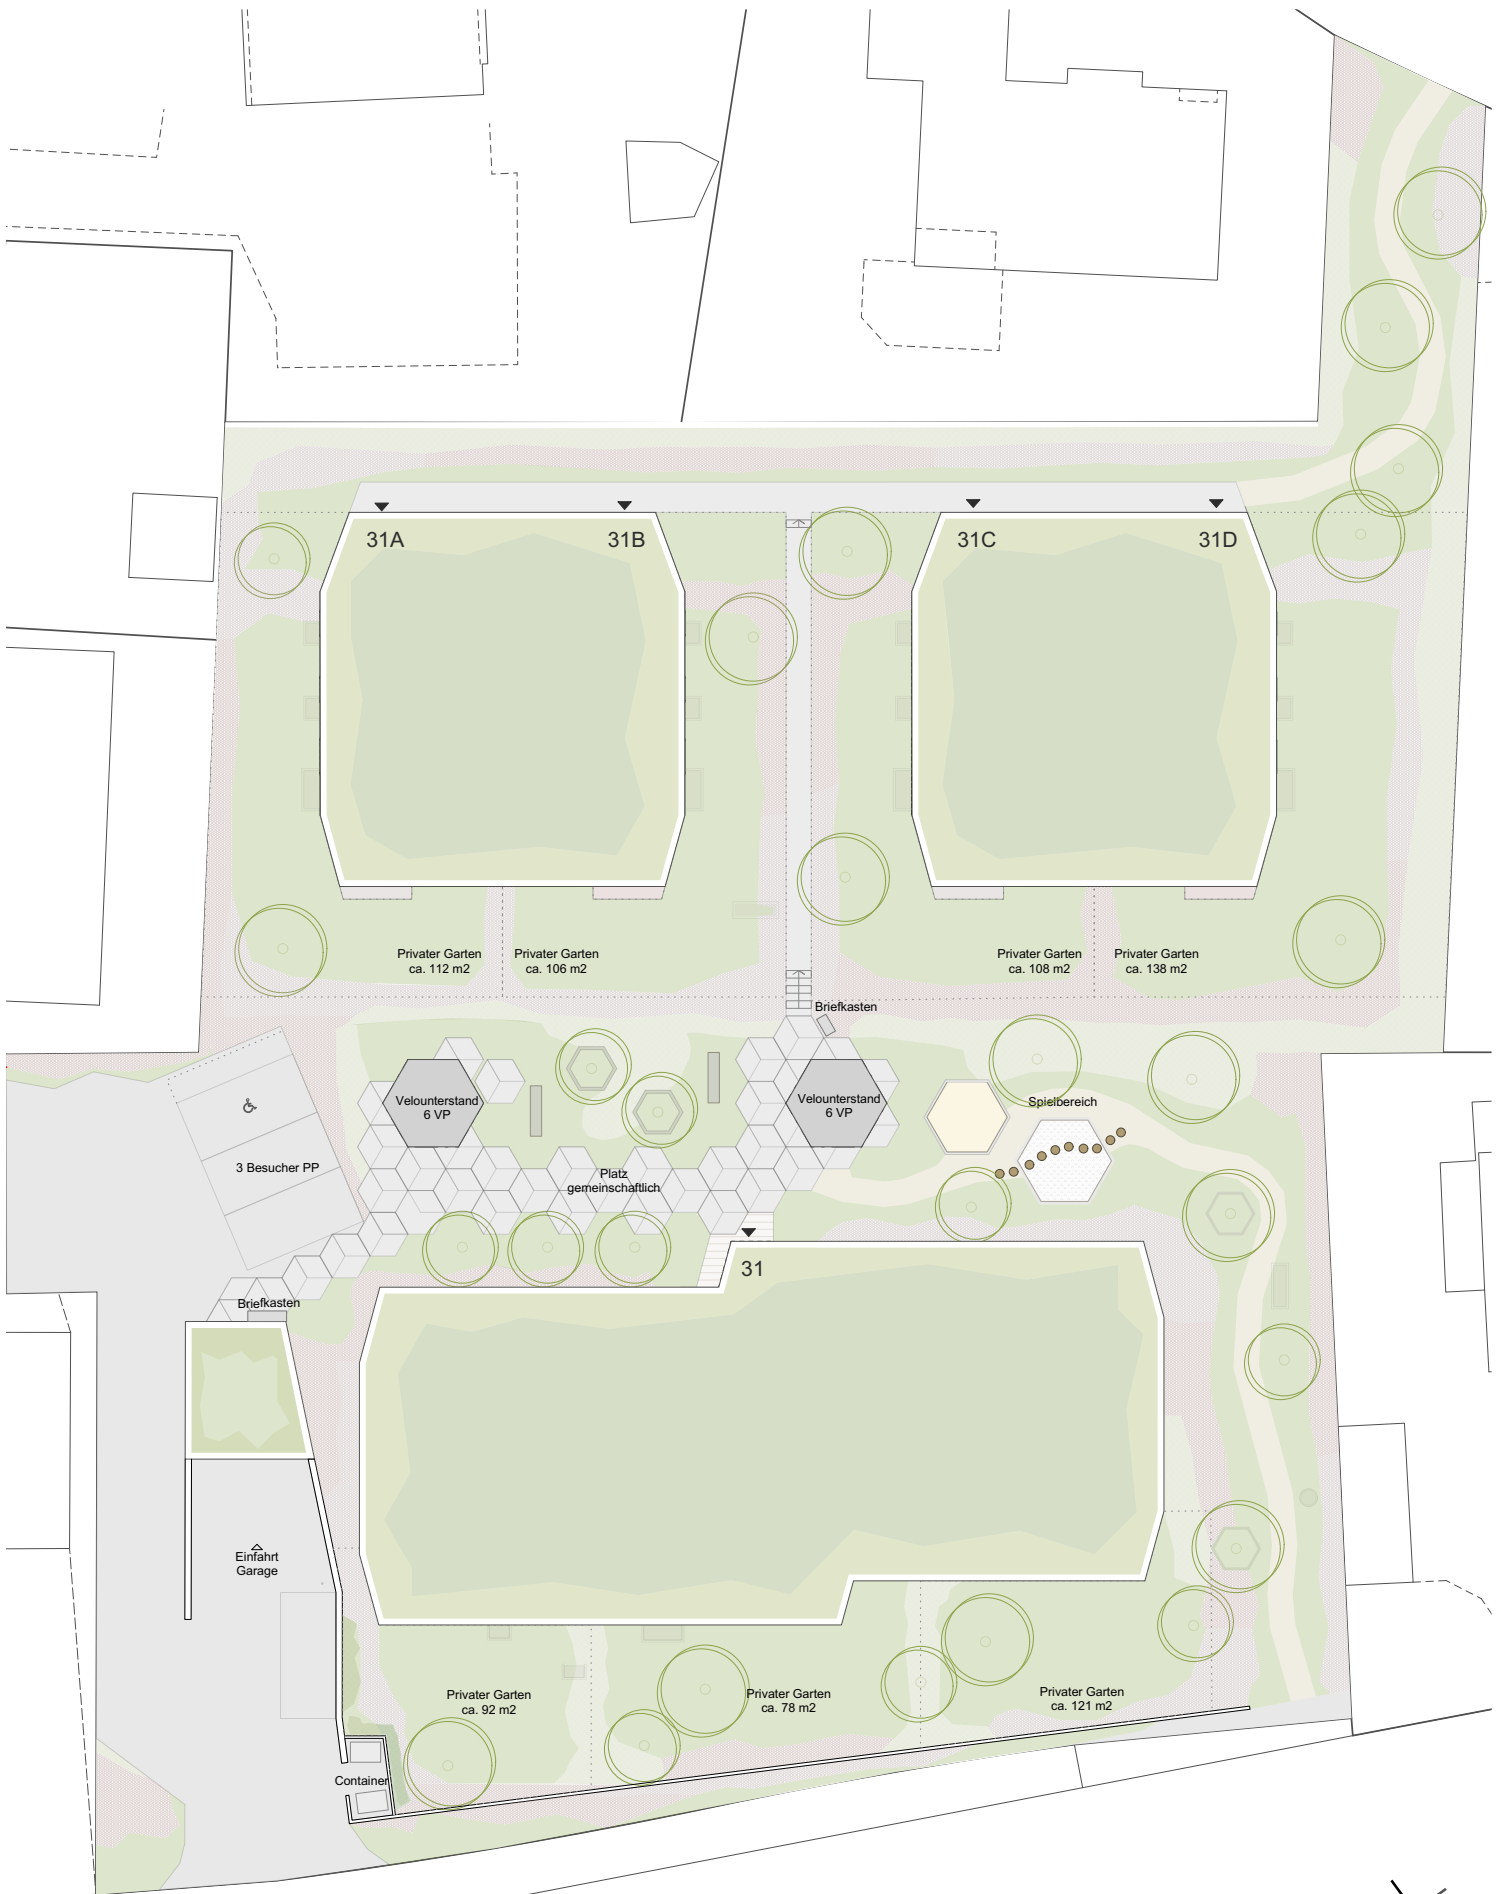 31A
31B
31C
31D
Privater Garten
ca. 112 m2
Privater Garten
ca. 106 m2
Privater Garten
ca. 108 m2
Privater Garten
ca. 138 m2
Briefkasten
Velounterstand
6 VP
Velounterstand
6 VP
Spielbereich
3 Besucher PP
Platz
gemeinschaftlich
31
Briefkasten
Einfahrt
Garage
Privater Garten
ca. 92 m2
Privater Garten
ca. 78 m2
Privater Garten
ca. 121 m2
Container